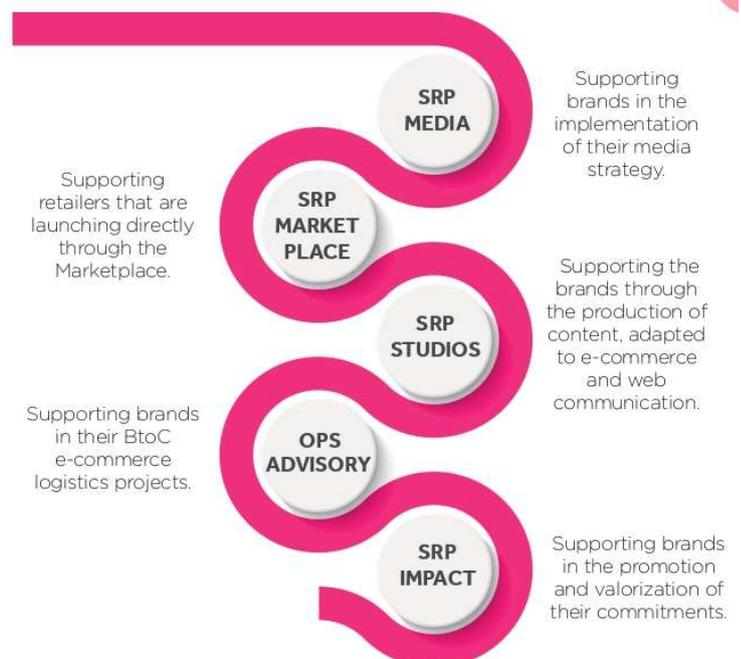 SRP
MEDIA
Supporting
brands in the
implementation
of their media
strategy.
SRP
MARKET
PLACE
Supporting
retailers that are
launching directly
through the
Marketplace.
SRP
STUDIOS
Supporting the
brands through
the production of
content, adapted
to e-commerce
and web
communication.
OPS
ADVISORY
Supporting brands
in their BtoC
e-commerce
logistics projects.
SRP
IMPACT
Supporting brands
in the promotion
and valorization of
their commitments.